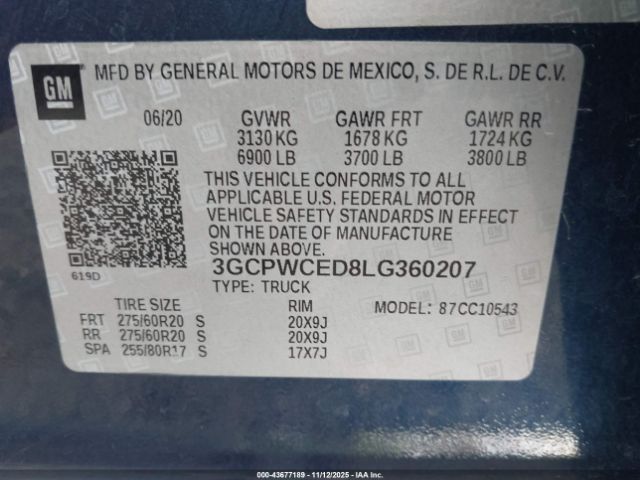 GM
MFD BY GENERAL MOTORS DE MEXICO, S. DE R.L. DE C.V.
06/20 GVWR GAWR FRT GAWR RR
3130 KG 1678 KG 1724 KG
6900 LB 3700 LB 3800 LB
THIS VEHICLE CONFORMS TO ALL
APPLICABLE U.S. FEDERAL MOTOR
VEHICLE SAFETY STANDARDS IN EFFECT
ON THE DATE OF MANUFACTURE
SHOWN ABOVE.
3GCPWCED8LG360207
619D
TYPE: TRUCK
TIRE SIZE RIM MODEL: 87CC10543
FRT 275/60R20 S 20X9J
RR 275/60R20 S 20X9J
SPA 255/80R17 S 17X7J
000-43677189 - 11/12/2025 - IAA Inc.